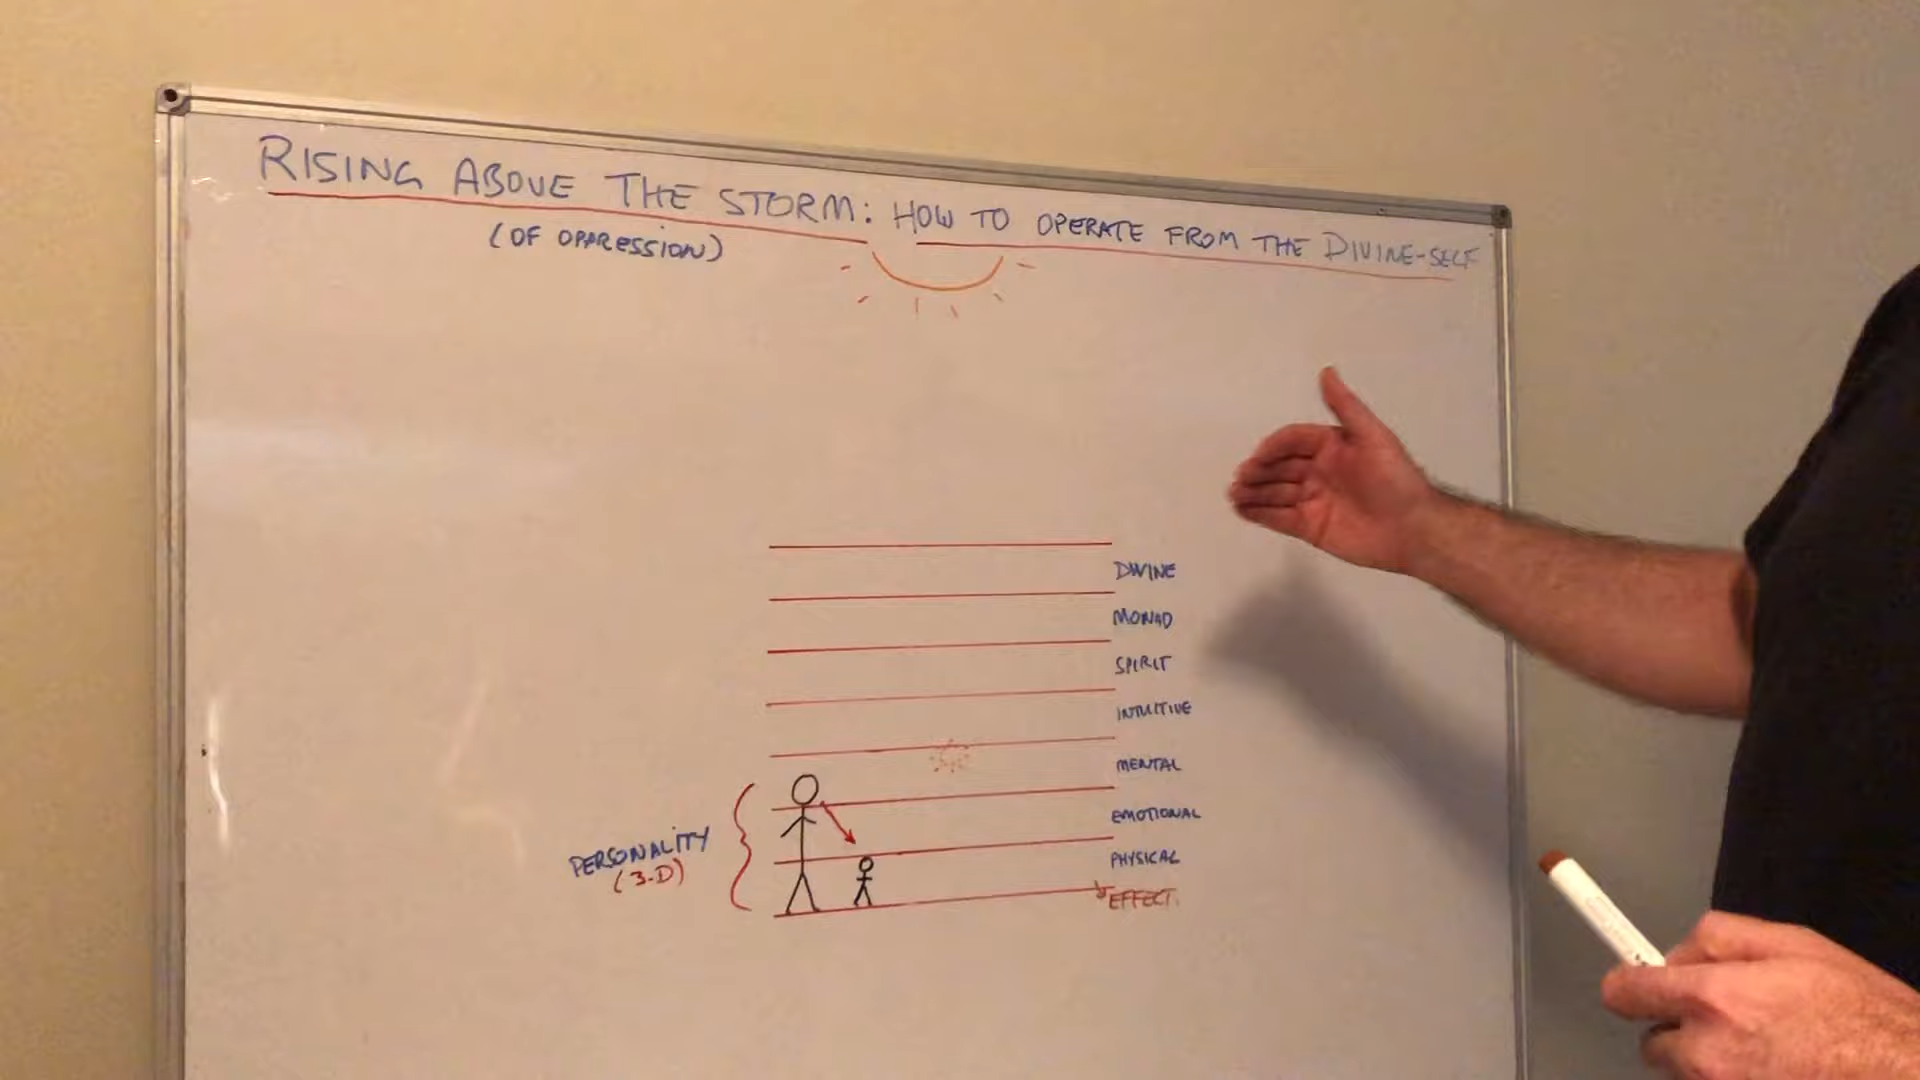 RISING ABOVE THE STORM: HOW TO OPERATE FROM THE DIVINE-SELF
(OF OPPRESSION)
DIVINE
MONAD
SPIRIT
INTUITIVE
MENTAL
EMOTIONAL
PHYSICAL
EFFECT.
PERSONALITY
(3-D)